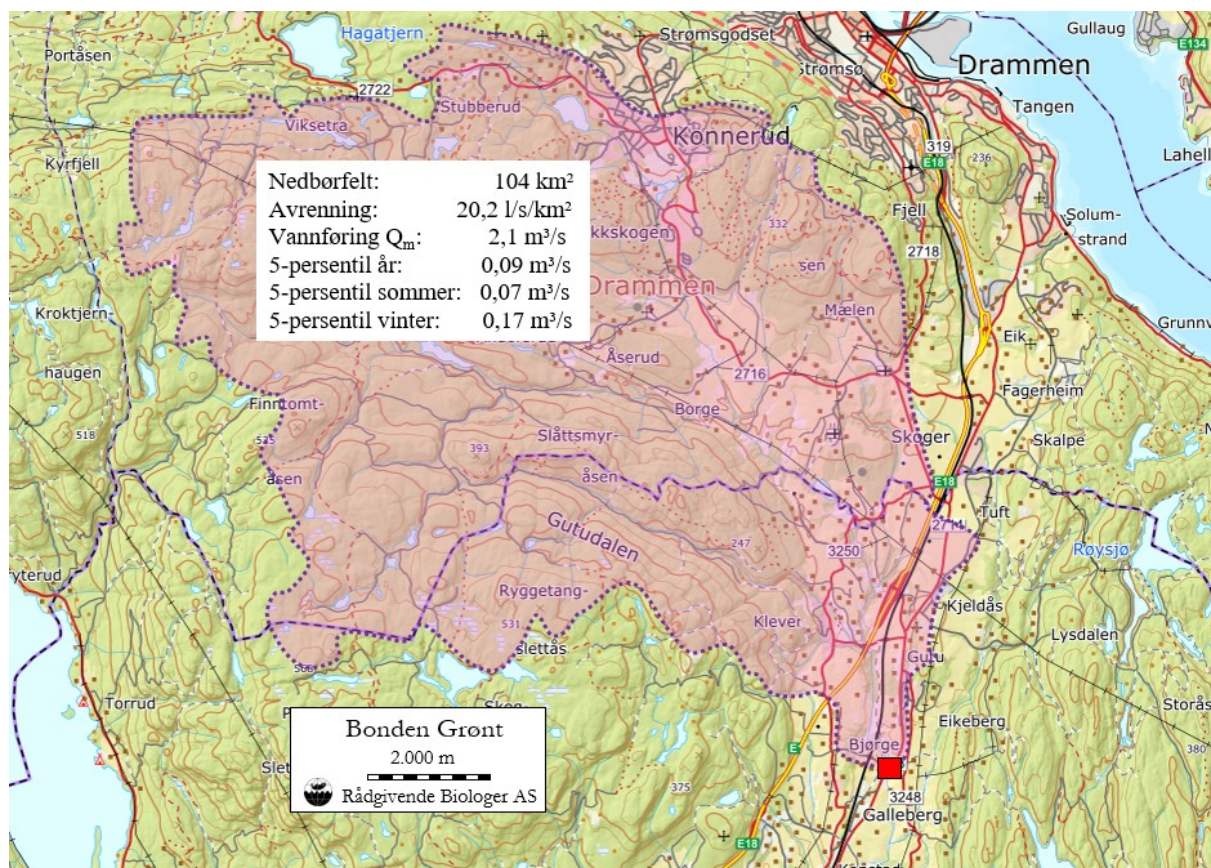 Gullaug
Hagatjern
Strømsgodset
E134
Portåsen
Drammen
2722
Stubberud
Tangen
Viksetra
Konnerud
319
Kyrfjell
E18
236
Lahell
Nedbørfelt: 104 km²
Avrenning: 20,2 l/s/km²
Vannføring Qm: 2,1 m³/s
5-persentil år: 0,09 m³/s
5-persentil sommer: 0,07 m³/s
5-persentil vinter: 0,17 m³/s
Fjell
332
Solum-
strand
kkskogen
2718
sen
Drammen
Kroktjern-
haugen
Mælen
Grunnv
Eik
Åserud
2716
Fagerheim
Finntomt-
åsen
Borge
518
525
Slåttsmyr-
åsen
393
Skoger
Skalpe
E18
Tuft
Gutudalen
247
3250
2714
Røysjø
yterud
Ryggetang-
531
slettås
Klever
Kjeldås
Lysdalen
Gutu
Torrud
Storås
Eikeberg
Bonden Grønt
2.000 m
Rådgivende Biologer AS
Bjørge
380
375
3248
Galleberg
E18